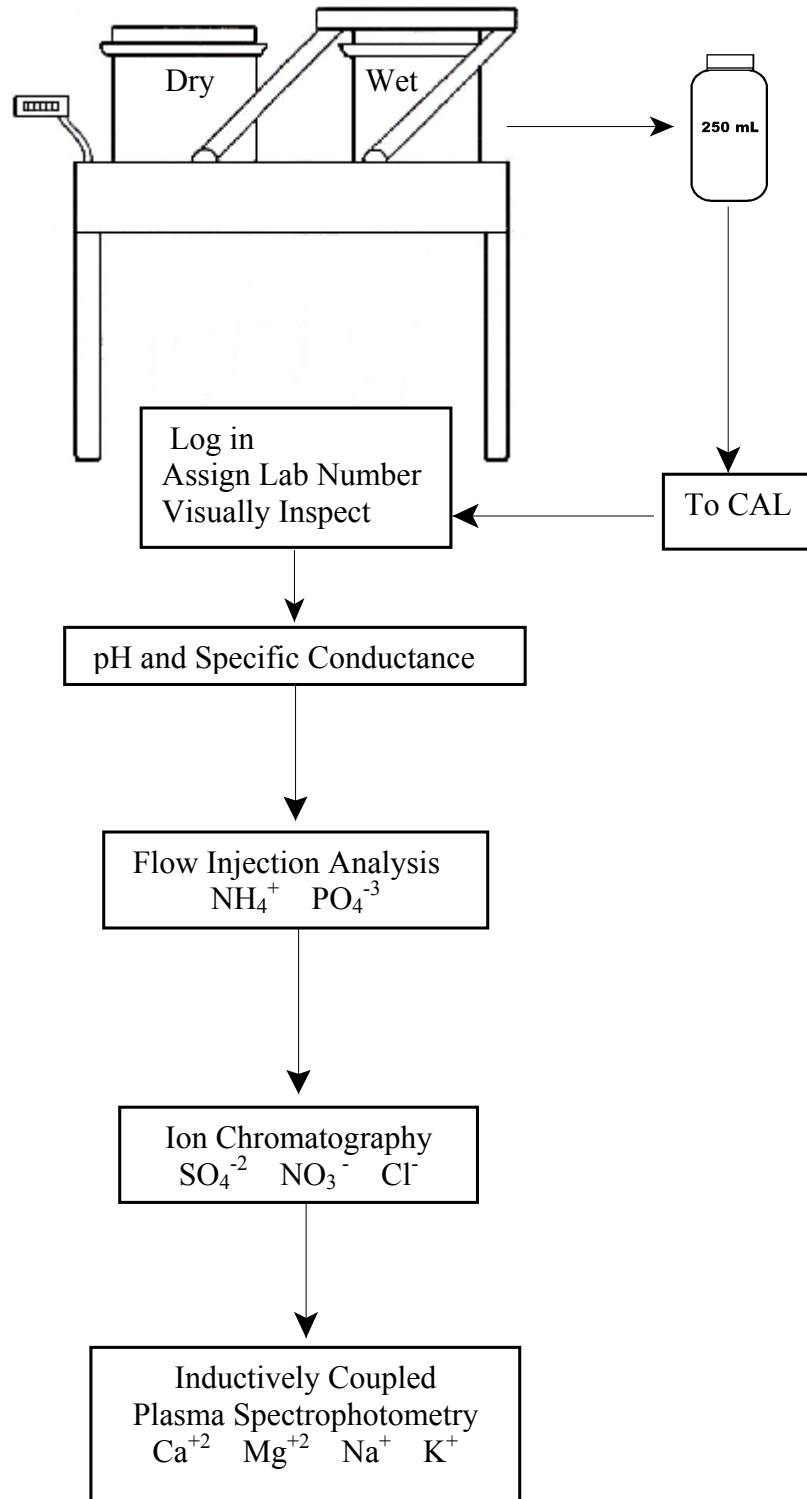 Dry
Wet
250 mL
To CAL
Log in
Assign Lab Number
Visually Inspect
pH and Specific Conductance
Flow Injection Analysis
NH₄⁺ PO₄⁻³
Ion Chromatography
SO₄⁻² NO₃⁻ Cl⁻
Inductively Coupled
Plasma Spectrophotometry
Ca⁺² Mg⁺² Na⁺ K⁺